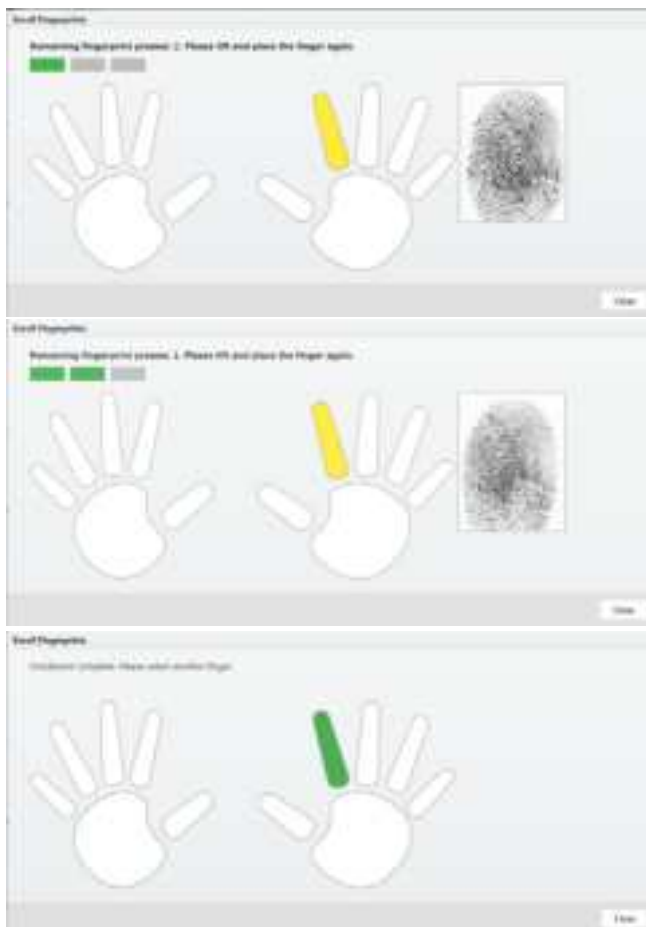 Enroll Fingerprints
Remaining fingerprint presses: 2. Please lift and place the finger again.
Close
Enroll Fingerprints
Remaining fingerprint presses: 1. Please lift and place the finger again.
Close
Enroll Fingerprints
Enrollment complete. Please select another finger.
Close